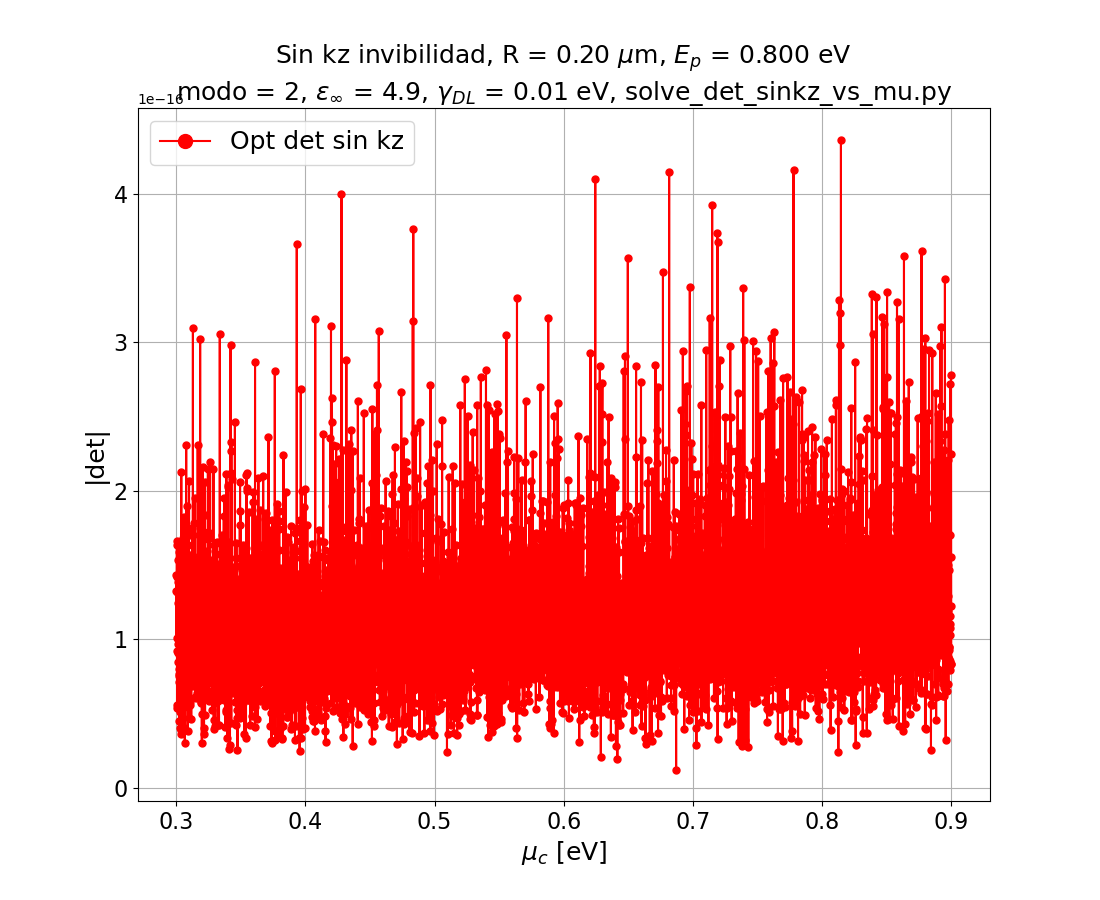 Sin kz invibilidad, R = 0.20 μm, E_p = 0.800 eV
modo = 2, ε_∞ = 4.9, γ_DL = 0.01 eV, solve_det_sinkz_vs_mu.py
1e−16
Opt det sin kz
4
3
2
1
0
|det|
0.3 0.4 0.5 0.6 0.7 0.8 0.9
μ_c [eV]